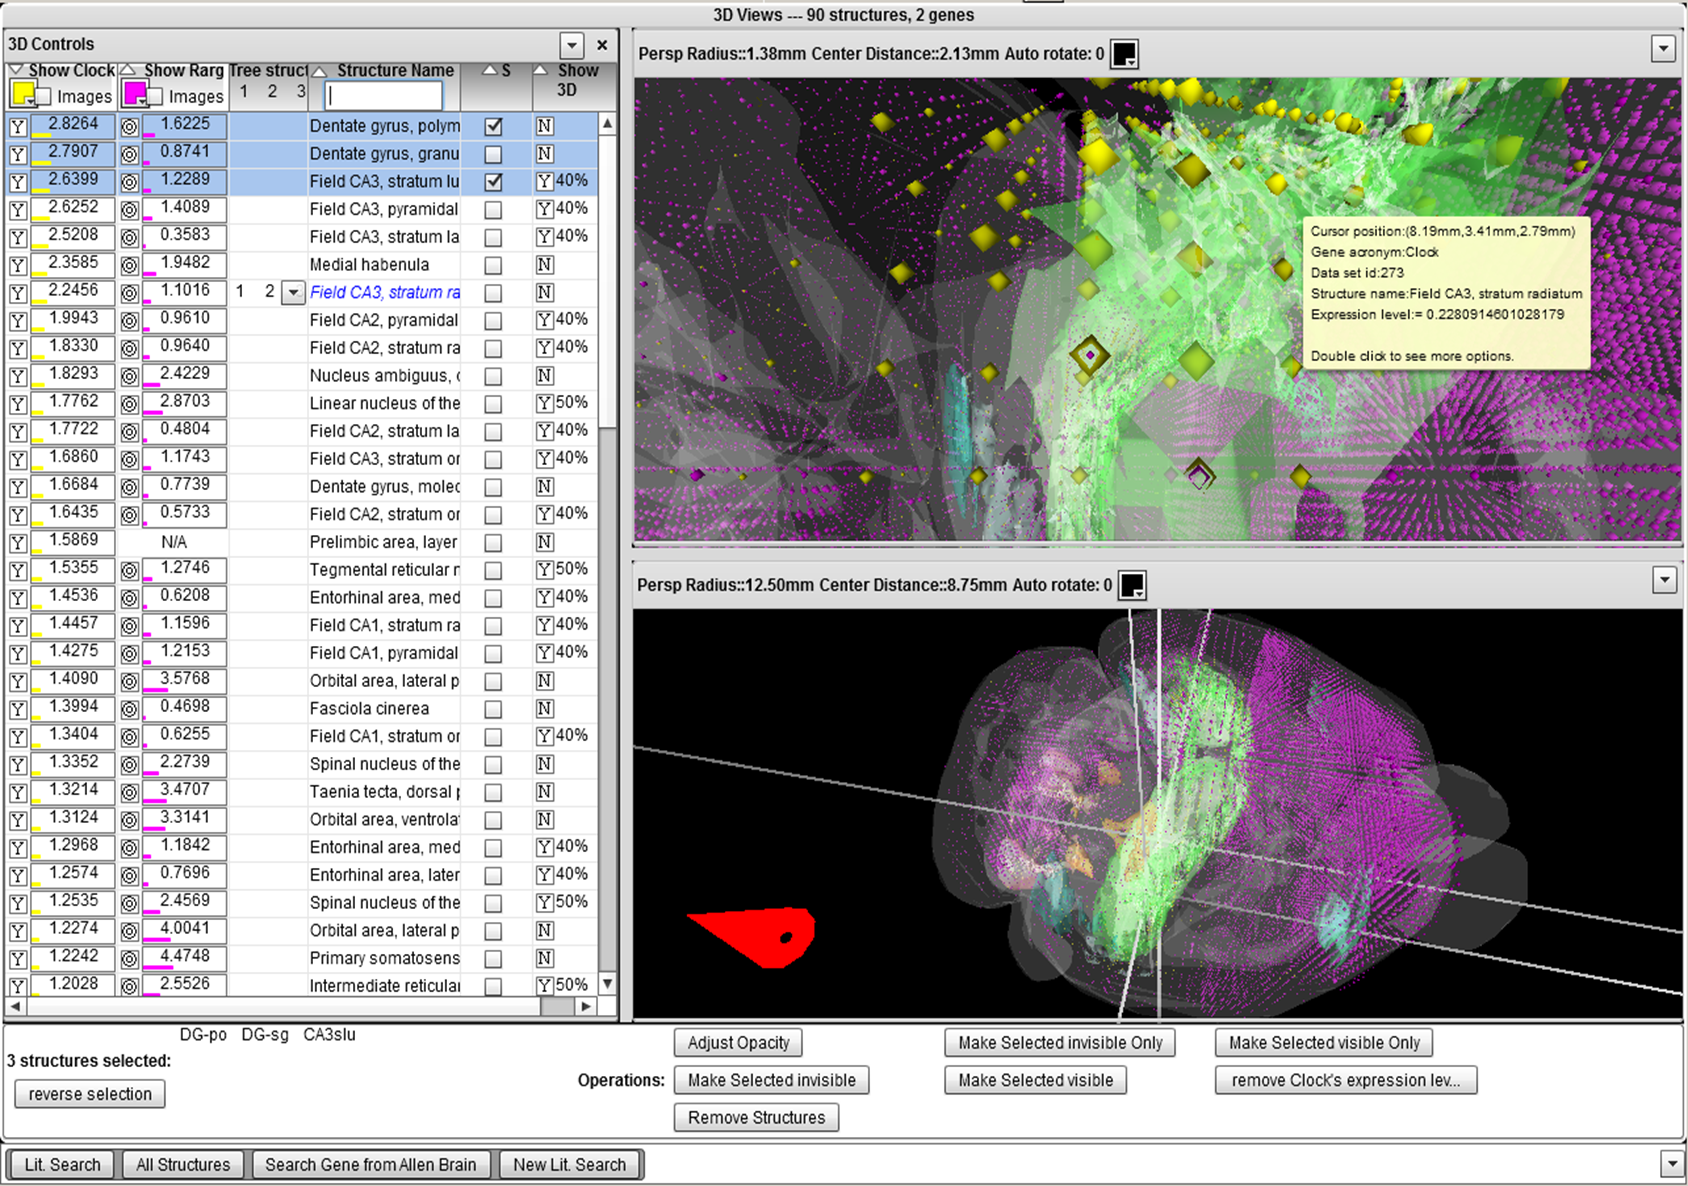 3D Views --- 90 structures, 2 genes
3D Controls
Show Clock Show Rarg Tree struct Structure Name S Show 3D
Images Images 1 2 3
Y 2.8264 1.6225 Dentate gyrus, polym N
Y 2.7907 0.8741 Dentate gyrus, granu N
Y 2.6399 1.2289 Field CA3, stratum lu Y 40%
Y 2.6252 1.4089 Field CA3, pyramidal Y 40%
Y 2.5208 0.3583 Field CA3, stratum la Y 40%
Y 2.3585 1.9482 Medial habenula N
Y 2.2456 1.1016 1 2 Field CA3, stratum ra N
Y 1.9943 0.9610 Field CA2, pyramidal Y 40%
Y 1.8330 0.9640 Field CA2, stratum ra Y 40%
Y 1.8293 2.4229 Nucleus ambiguus, N
Y 1.7762 2.8703 Linear nucleus of the Y 50%
Y 1.7722 0.4804 Field CA2, stratum la Y 40%
Y 1.6860 1.1743 Field CA3, stratum or Y 40%
Y 1.6684 0.7739 Dentate gyrus, molec N
Y 1.6435 0.5733 Field CA2, stratum or Y 40%
Y 1.5869 N/A Prelimbic area, layer N
Y 1.5355 1.2746 Tegmental reticular Y 50%
Y 1.4536 0.6208 Entorhinal area, med Y 40%
Y 1.4457 1.1596 Field CA1, stratum ra Y 40%
Y 1.4275 1.2153 Field CA1, pyramidal Y 40%
Y 1.4090 3.5768 Orbital area, lateral p N
Y 1.3994 0.4698 Fasciola cinerea N
Y 1.3404 0.6255 Field CA1, stratum or Y 40%
Y 1.3352 2.2739 Spinal nucleus of the N
Y 1.3214 3.4707 Taenia tecta, dorsal p N
Y 1.3124 3.3141 Orbital area, ventrola N
Y 1.2968 1.1842 Entorhinal area, med Y 40%
Y 1.2574 0.7696 Entorhinal area, later Y 40%
Y 1.2535 2.4569 Spinal nucleus of the Y 50%
Y 1.2274 4.0041 Orbital area, lateral p N
Y 1.2242 4.4748 Primary somatosens N
Y 1.2028 2.5526 Intermediate reticular Y 50%
Persp Radius::1.38mm Center Distance::2.13mm Auto rotate: 0
Cursor position:(8.19mm,3.41mm,2.79mm)
Gene acronym:Clock
Data set id:273
Structure name:Field CA3, stratum radiatum
Expression level:= 0.2280914601028179
Double click to see more options.
Persp Radius::12.50mm Center Distance::8.75mm Auto rotate: 0
DG-po DG-sg CA3slu
3 structures selected:
reverse selection
Operations:
Adjust Opacity Make Selected invisible Only Make Selected visible Only
Make Selected invisible Make Selected visible remove Clock's expression lev...
Remove Structures
Lit. Search All Structures Search Gene from Allen Brain New Lit. Search